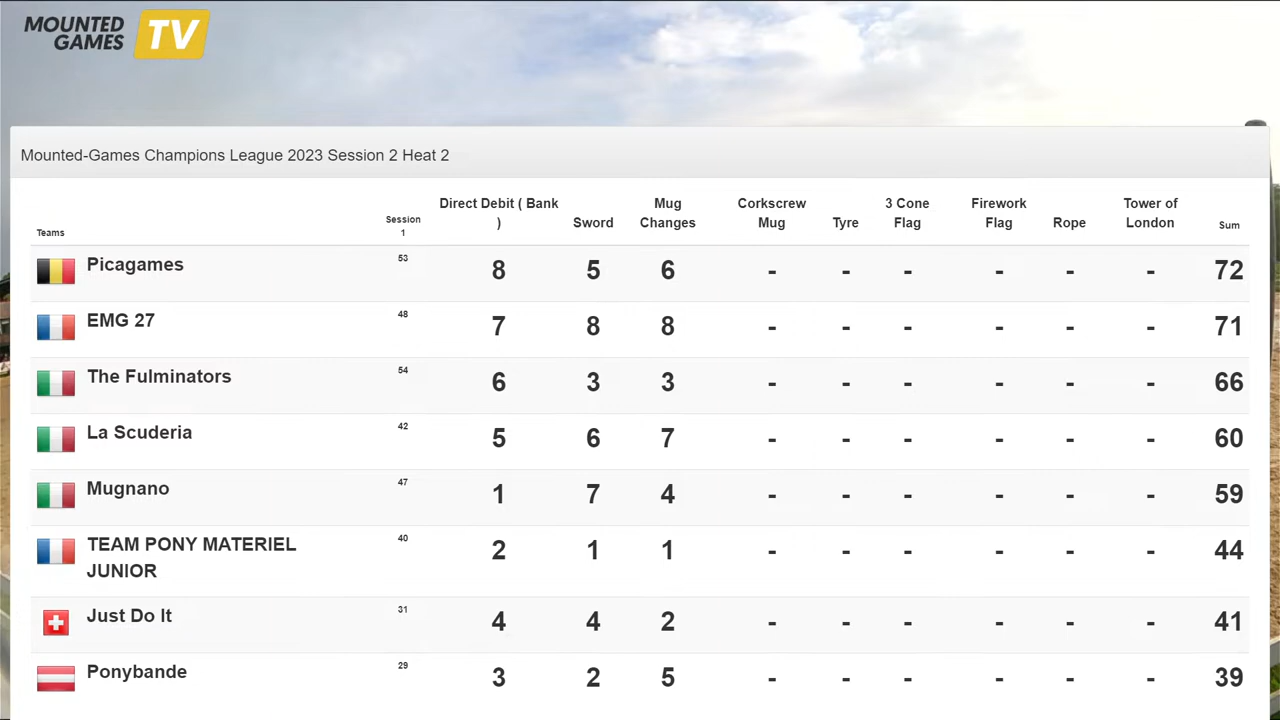 MOUNTED
GAMES TV
Mounted-Games Champions League 2023 Session 2 Heat 2
Teams Session 1 Direct Debit ( Bank ) Sword Mug Changes Corkscrew Mug Tyre 3 Cone Flag Firework Flag Rope Tower of London Sum
Picagames 53 8 5 6 - - - - - - 72
EMG 27 48 7 8 8 - - - - - - 71
The Fulminators 54 6 3 3 - - - - - - 66
La Scuderia 42 5 6 7 - - - - - - 60
Mugnano 47 1 7 4 - - - - - - 59
TEAM PONY MATERIEL JUNIOR 40 2 1 1 - - - - - - 44
Just Do It 31 4 4 2 - - - - - - 41
Ponybande 29 3 2 5 - - - - - - 39